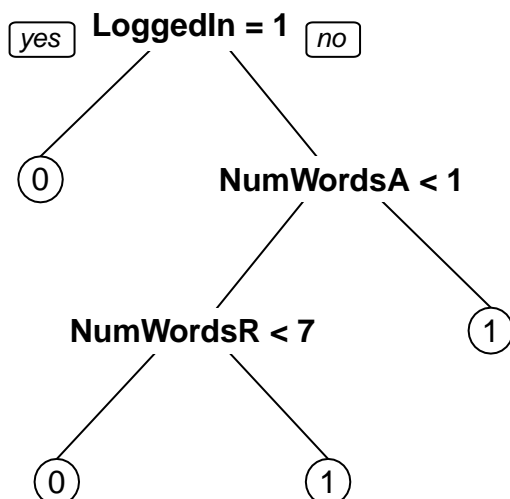 yes LoggedIn = 1 no
0
NumWordsA < 1
NumWordsR < 7
1
0
1